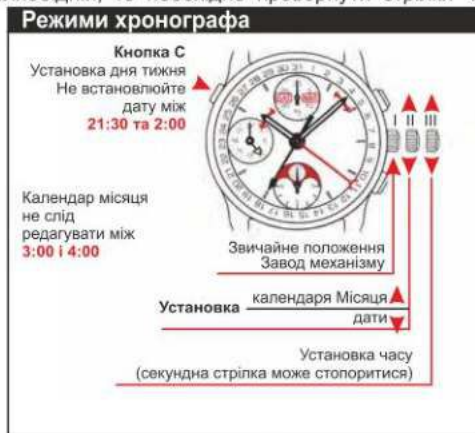 Режими хронографа
Кнопка С
Установка дня тижня
Не встановлюйте
дату між
21:30 та 2:00
I II III
Календар місяця
не слід
редагувати між
3:00 і 4:00
Звичайне положення
Завод механізму
Установка
календаря Місяця
дати
Установка часу
(секундна стрілка може стопоритися)